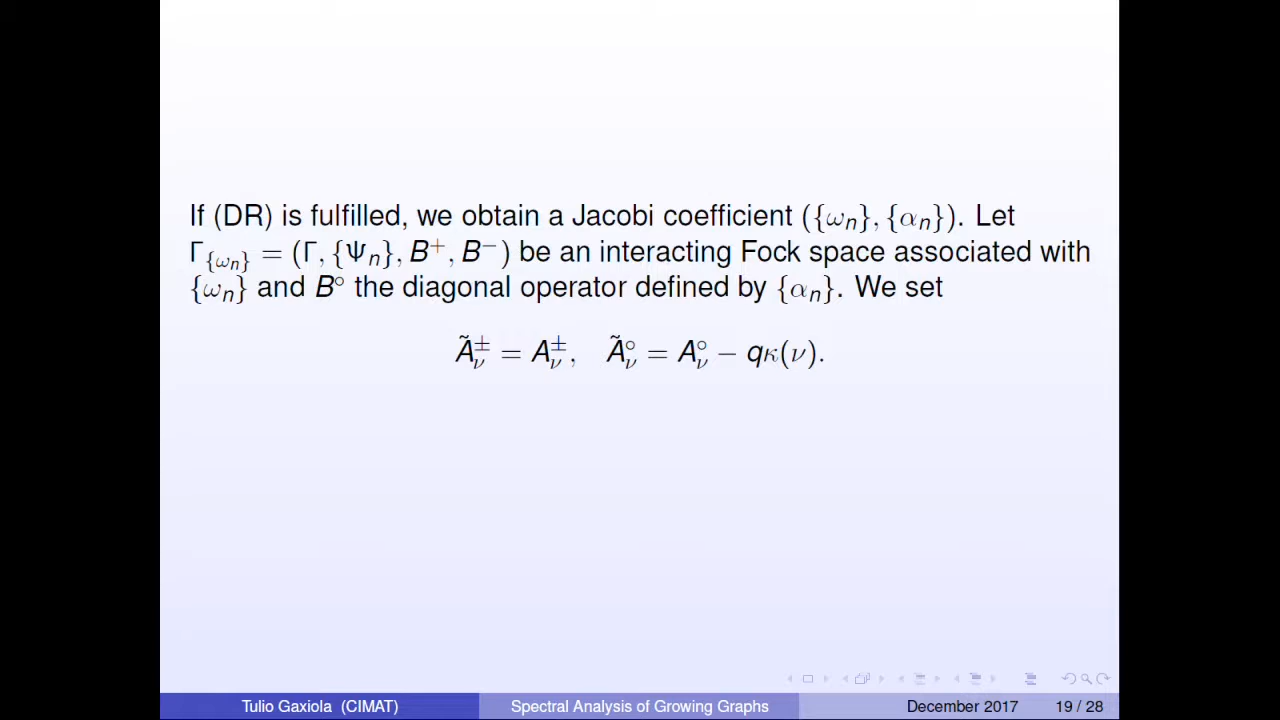 If (DR) is fulfilled, we obtain a Jacobi coefficient ({ωₙ}, {αₙ}). Let
Γ_{ωₙ} = (Γ, {Ψₙ}, B⁺, B⁻) be an interacting Fock space associated with
{ωₙ} and B° the diagonal operator defined by {αₙ}. We set
Ã^±_ν = A^±_ν, Ã^∘_ν = A^∘_ν − qκ(ν).
Tulio Gaxiola (CIMAT) Spectral Analysis of Growing Graphs December 2017 19 / 28